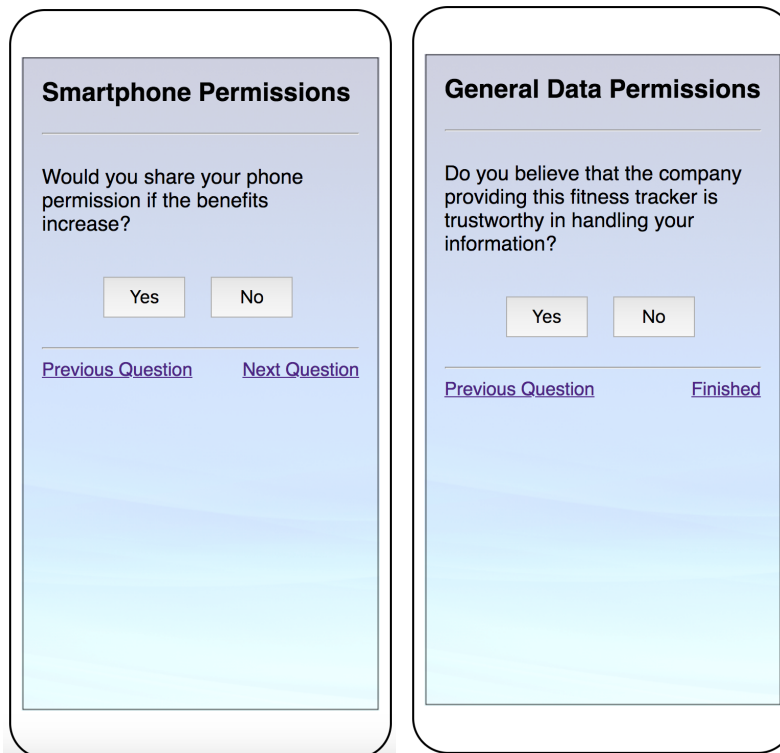 Smartphone Permissions
Would you share your phone
permission if the benefits
increase?
Yes No
Previous Question Next Question
General Data Permissions
Do you believe that the company
providing this fitness tracker is
trustworthy in handling your
information?
Yes No
Previous Question Finished